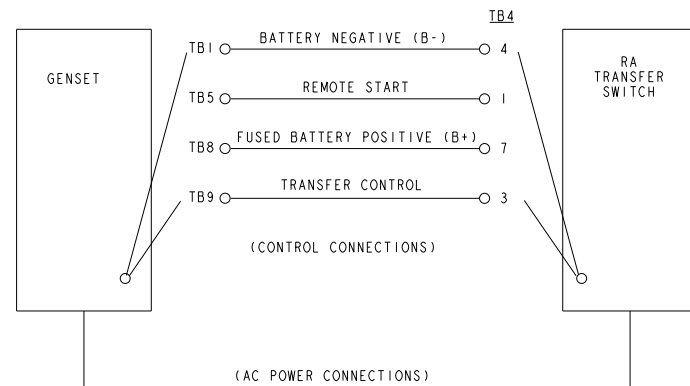 TB4
TB1 BATTERY NEGATIVE (B-) 4
GENSET
RA
TRANSFER
SWITCH
TB5 REMOTE START 1
TB8 FUSED BATTERY POSITIVE (B+) 7
TB9 TRANSFER CONTROL 3
(CONTROL CONNECTIONS)
(AC POWER CONNECTIONS)